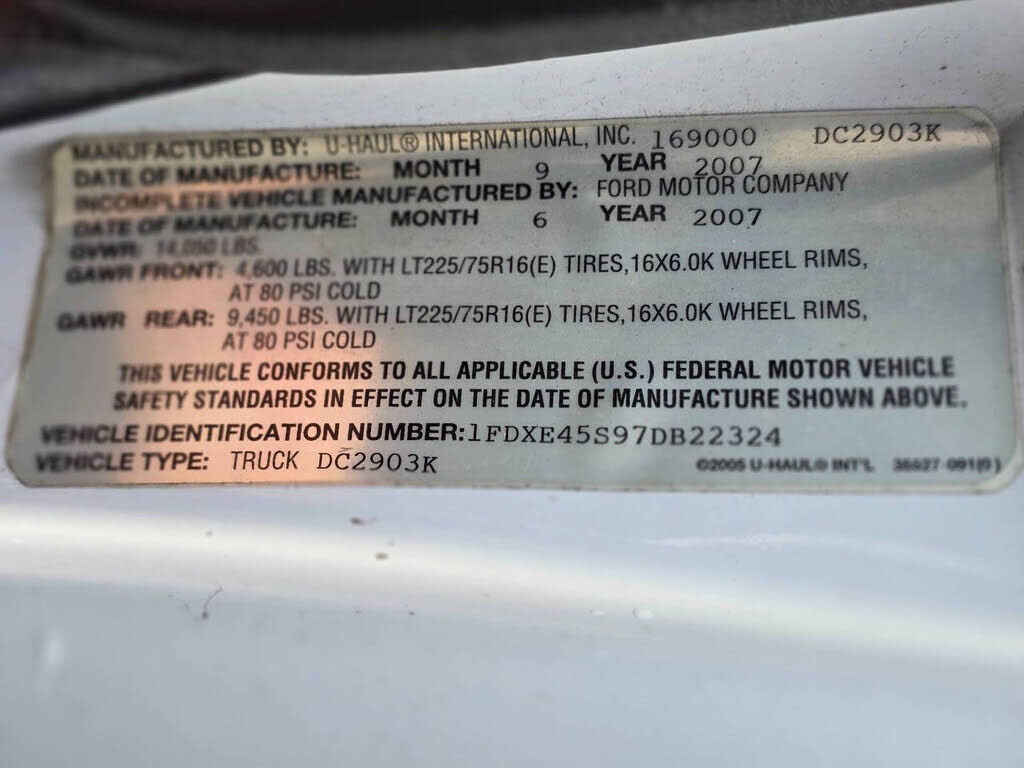 MANUFACTURED BY: U-HAUL® INTERNATIONAL, INC. 169000 DC2903K
DATE OF MANUFACTURE: MONTH 9 YEAR 2007
INCOMPLETE VEHICLE MANUFACTURED BY: FORD MOTOR COMPANY
DATE OF MANUFACTURE: MONTH 6 YEAR 2007
GVWR: 14,050 LBS.
GAWR FRONT: 4,600 LBS. WITH LT225/75R16(E) TIRES,16X6.0K WHEEL RIMS,
AT 80 PSI COLD
GAWR REAR: 9,450 LBS. WITH LT225/75R16(E) TIRES,16X6.0K WHEEL RIMS,
AT 80 PSI COLD
THIS VEHICLE CONFORMS TO ALL APPLICABLE (U.S.) FEDERAL MOTOR VEHICLE
SAFETY STANDARDS IN EFFECT ON THE DATE OF MANUFACTURE SHOWN ABOVE.
VEHICLE IDENTIFICATION NUMBER:1FDXE45S97DB22324
VEHICLE TYPE: TRUCK DC2903K ©2005 U-HAUL® INT'L